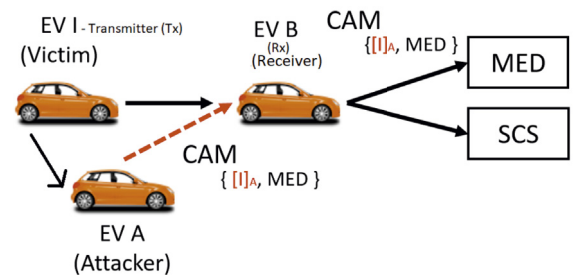 EV I - Transmitter (Tx)
(Victim)
EV B
(Rx)
(Receiver)
CAM
{[I]A, MED }
MED
SCS
CAM
{ [I]A, MED }
EV A
(Attacker)